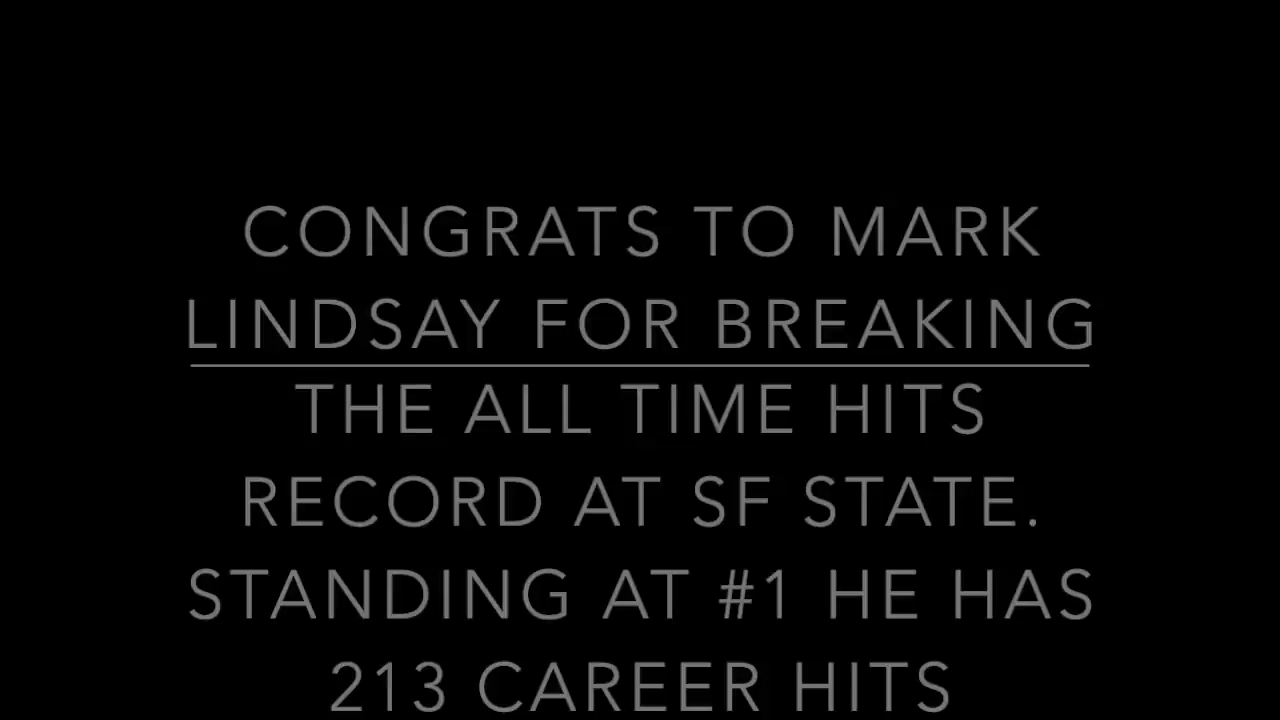 CONGRATS TO MARK
LINDSAY FOR BREAKING
THE ALL TIME HITS
RECORD AT SF STATE.
STANDING AT #1 HE HAS
213 CAREER HITS